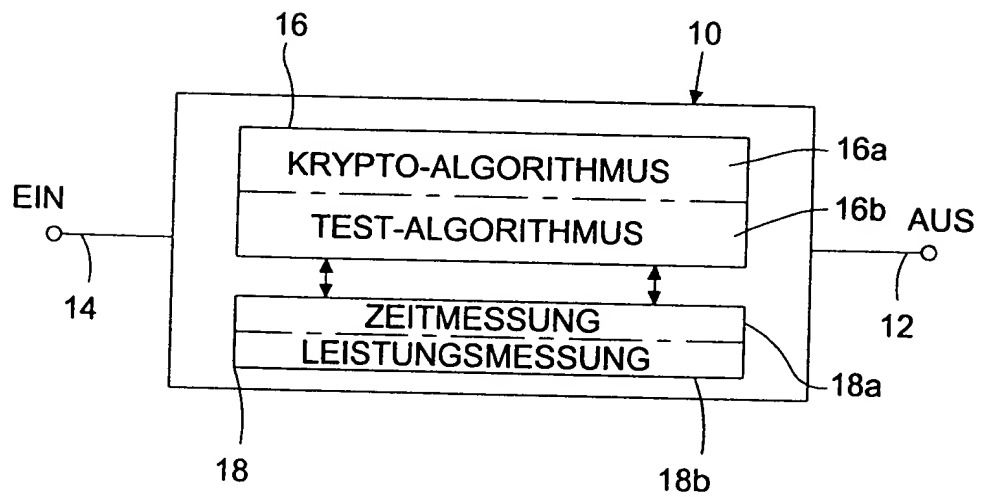 16
10
KRYPTO-ALGORITHMUS
16a
EIN
TEST-ALGORITHMUS
16b
AUS
14
ZEITMESSUNG
12
LEISTUNGSMESSUNG
18a
18
18b